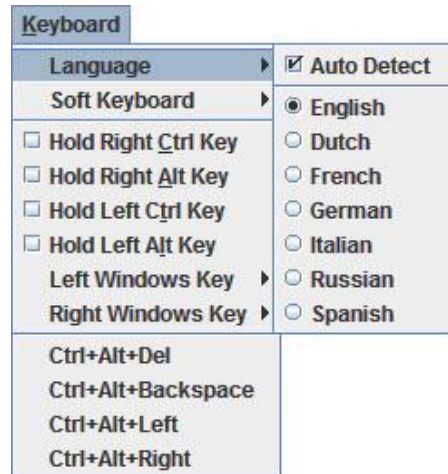 Keyboard
Language
Soft Keyboard
Hold Right Ctrl Key
Hold Right Alt Key
Hold Left Ctrl Key
Hold Left Alt Key
Left Windows Key
Right Windows Key
Ctrl+Alt+Del
Ctrl+Alt+Backspace
Ctrl+Alt+Left
Ctrl+Alt+Right
Auto Detect
English
Dutch
French
German
Italian
Russian
Spanish